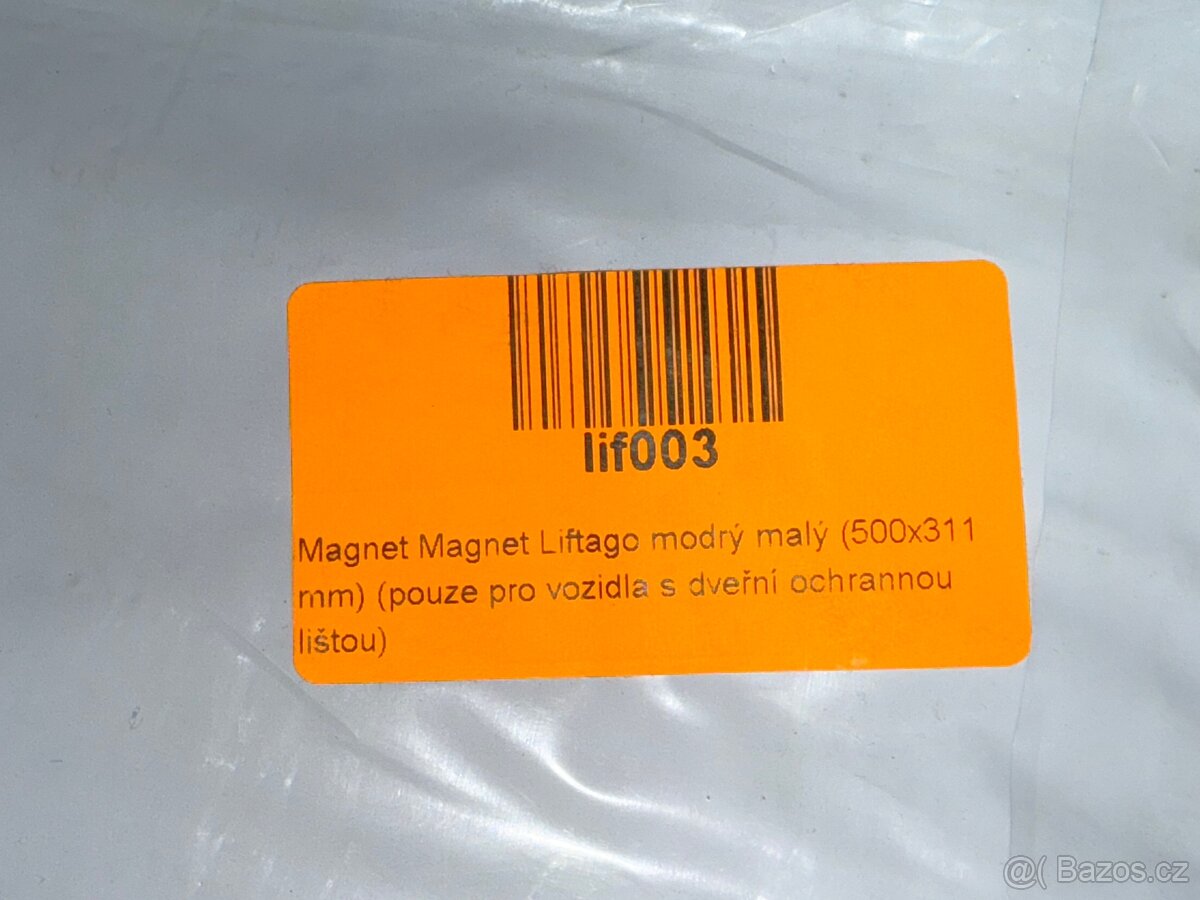 lif003
Magnet Magnet Liftago modrý malý (500x311
mm) (pouze pro vozidla s dveřní ochrannou
lištou)
@( Bazos.cz